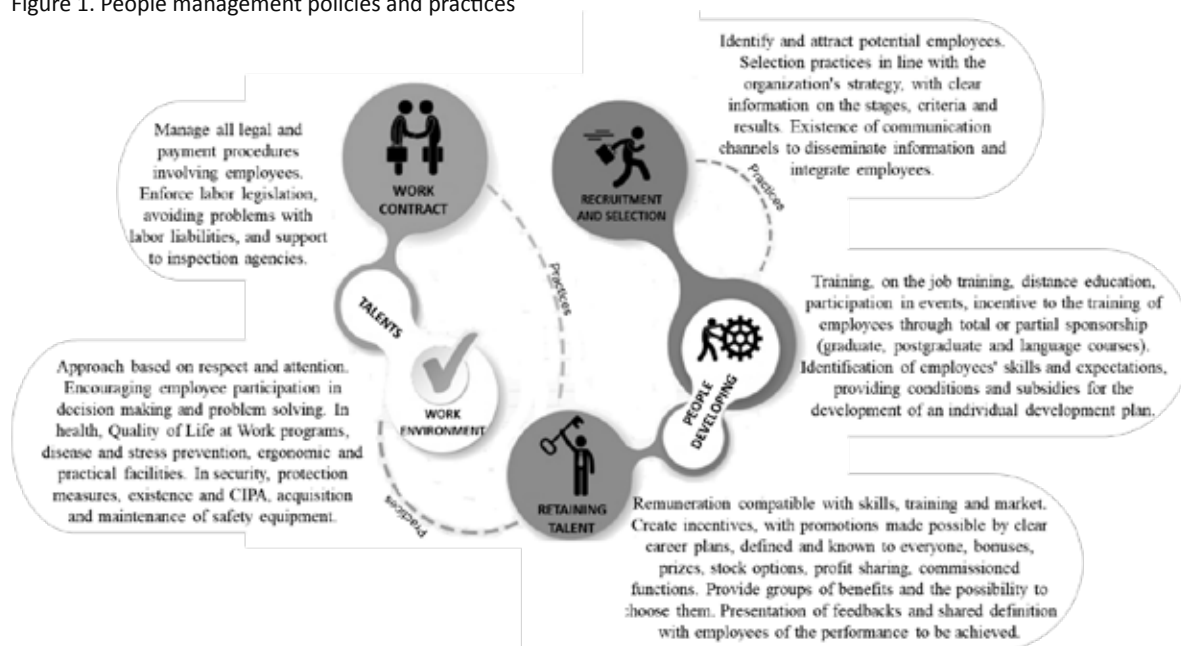 Figure 1. People management policies and practices
Identify and attract potential employees.
Selection practices in line with the
organization's strategy, with clear
information on the stages, criteria and
results. Existence of communication
channels to disseminate information and
integrate employees.
Manage all legal and
payment procedures
involving employees.
Enforce labor legislation,
avoiding problems with
labor liabilities, and support
to inspection agencies.
WORK
CONTRACT
RECRUITMENT
AND SELECTION
Practices
Practices
TALENTS
Training, on the job training, distance education,
participation in events, incentive to the training of
employees through total or partial sponsorship
(graduate, postgraduate and language courses).
Identification of employees' skills and expectations,
providing conditions and subsidies for the
development of an individual development plan.
Approach based on respect and attention.
Encouraging employee participation in
decision making and problem solving. In
health, Quality of Life at Work programs,
disease and stress prevention, ergonomic and
practical facilities. In security, protection
measures, existence and CIPA, acquisition
and maintenance of safety equipment.
WORK
ENVIRONMENT
PEOPLE
DEVELOPING
Practices
RETAINING
TALENT
Remuneration compatible with skills, training and market.
Create incentives, with promotions made possible by clear
career plans, defined and known to everyone, bonuses,
prizes, stock options, profit sharing, commissioned
functions. Provide groups of benefits and the possibility to
choose them. Presentation of feedbacks and shared definition
with employees of the performance to be achieved.